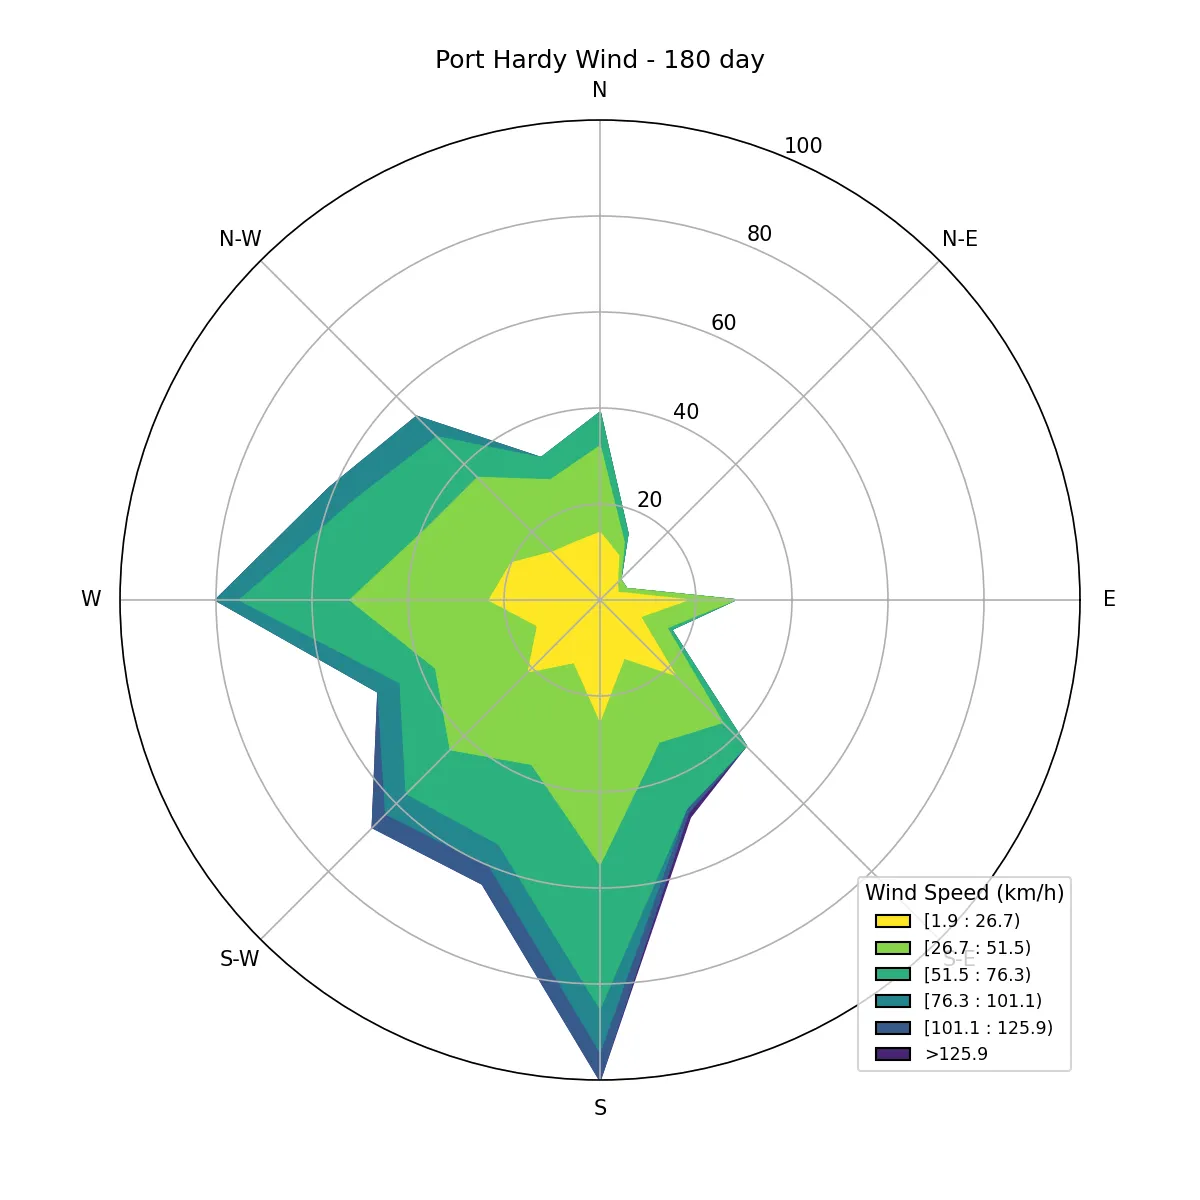 Port Hardy Wind - 180 day
N
100
N-W
80
N-E
60
40
20
W
E
Wind Speed (km/h)
[1.9 : 26.7)
[26.7 : 51.5)
S-W
S-E
[51.5 : 76.3)
[76.3 : 101.1)
[101.1 : 125.9)
>125.9
S